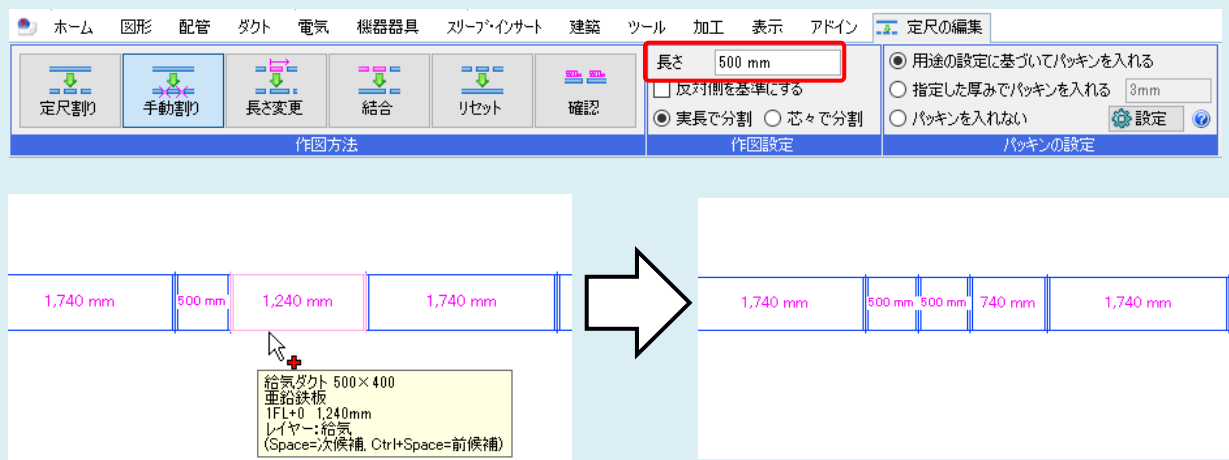 ホーム 図形 配管 ダクト 電気 機器器具 スリーブ・インサート 建築 ツール 加工 表示 アドイン 定尺の編集
定尺割り 手動割り 長さ変更 結合 リセット 確認
作図方法
長さ 500 mm
反対側を基準にする
実長で分割 芯々で分割
作図設定
用途の設定に基づいてパッキンを入れる
指定した厚みでパッキンを入れる 3mm
パッキンを入れない 設定
パッキンの設定
1,740 mm 500 mm 1,240 mm 1,740 mm
給気ダクト 500×400
亜鉛鉄板
1FL+0 1,240mm
レイヤー:給気
(Space=次候補, Ctrl+Space=前候補)
1,740 mm 500 mm 500 mm 740 mm 1,740 mm